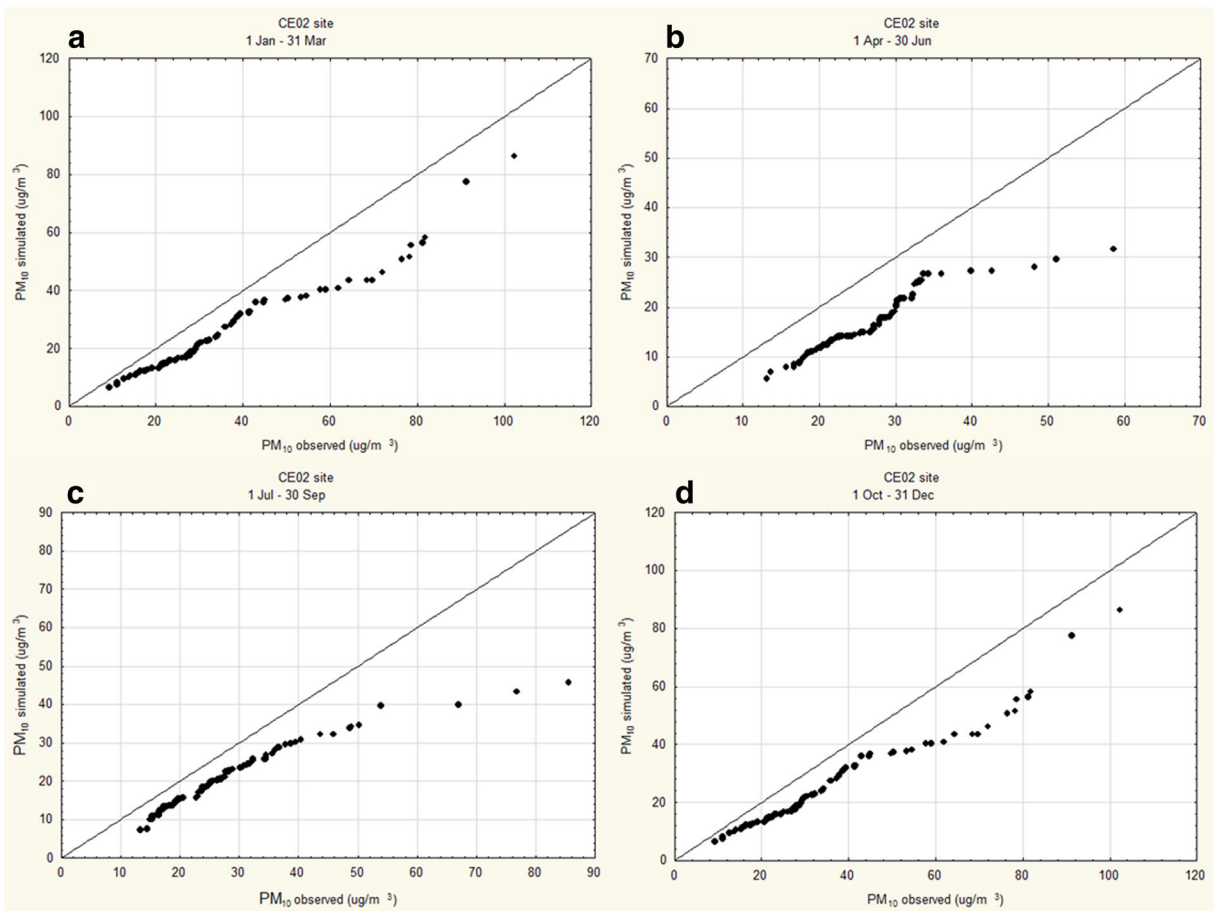 a
CE02 site
1 Jan - 31 Mar
120
100
80
60
40
20
0
PM10 simulated (ug/m 3)
0 20 40 60 80 100 120
PM10 observed (ug/m 3)
b
CE02 site
1 Apr - 30 Jun
70
60
50
40
30
20
10
0
PM10 simulated (ug/m 3)
0 10 20 30 40 50 60 70
PM10 observed (ug/m 3)
c
CE02 site
1 Jul - 30 Sep
90
80
70
60
50
40
30
20
10
0
PM10 simulated (ug/m 3)
0 10 20 30 40 50 60 70 80 90
PM10 observed (ug/m 3)
d
CE02 site
1 Oct - 31 Dec
120
100
80
60
40
20
0
PM10 simulated (ug/m 3)
0 20 40 60 80 100 120
PM10 observed (ug/m 3)